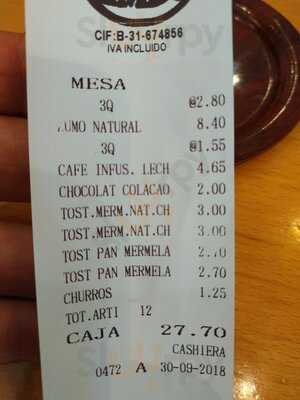 CIF:B-31-674856
IVA INCLUIDO
MESA
3Q @2.80
ZUMO NATURAL 8.40
3Q @1.55
CAFE INFUS. LECH 4.65
CHOCOLAT COLACAO 2.00
TOST.MERM.NAT.CH 3.00
TOST.MERM.NAT.CH 3.00
TOST PAN MERMELA 2.70
TOST PAN MERMELA 2.70
CHURROS 1.25
TOT.ARTI 12
CAJA 27.70
CASHIERA
0472 A 30-09-2018